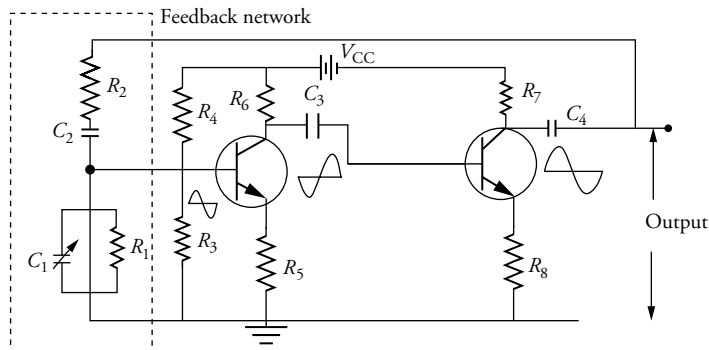 Feedback network
V_CC
R_2
R_4
R_6
C_3
R_7
C_4
C_2
C_1
R_1
R_3
R_5
R_8
Output